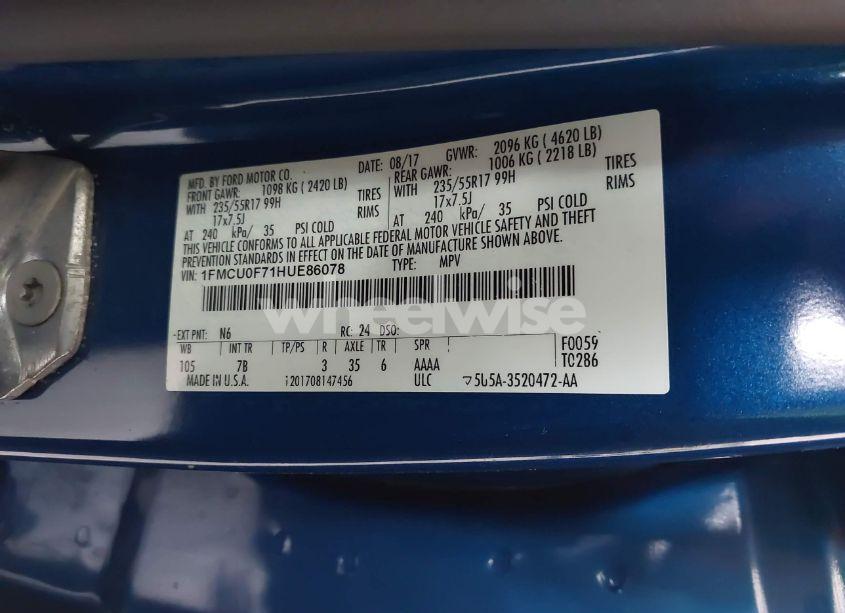 MFD. BY FORD MOTOR CO.
DATE: 08/17 GVWR: 2096 KG ( 4620 LB)
FRONT GAWR: 1098 KG ( 2420 LB) REAR GAWR: 1006 KG ( 2218 LB)
WITH 235/55R17 99H TIRES WITH 235/55R17 99H TIRES
17x7.5J RIMS 17x7.5J RIMS
AT 240 kPa/ 35 PSI COLD AT 240 kPa/ 35 PSI COLD
THIS VEHICLE CONFORMS TO ALL APPLICABLE FEDERAL MOTOR VEHICLE SAFETY AND THEFT
PREVENTION STANDARDS IN EFFECT ON THE DATE OF MANUFACTURE SHOWN ABOVE.
VIN: 1FMCU0F71HUE86078 TYPE: MPV
wheelwise
EXT PNT: N6 RC: 24 DSO:
WB INT TR TP/PS R AXLE TR SPR F0059
105 7B 3 35 6 AAAA TC286
MADE IN U.S.A. ULC